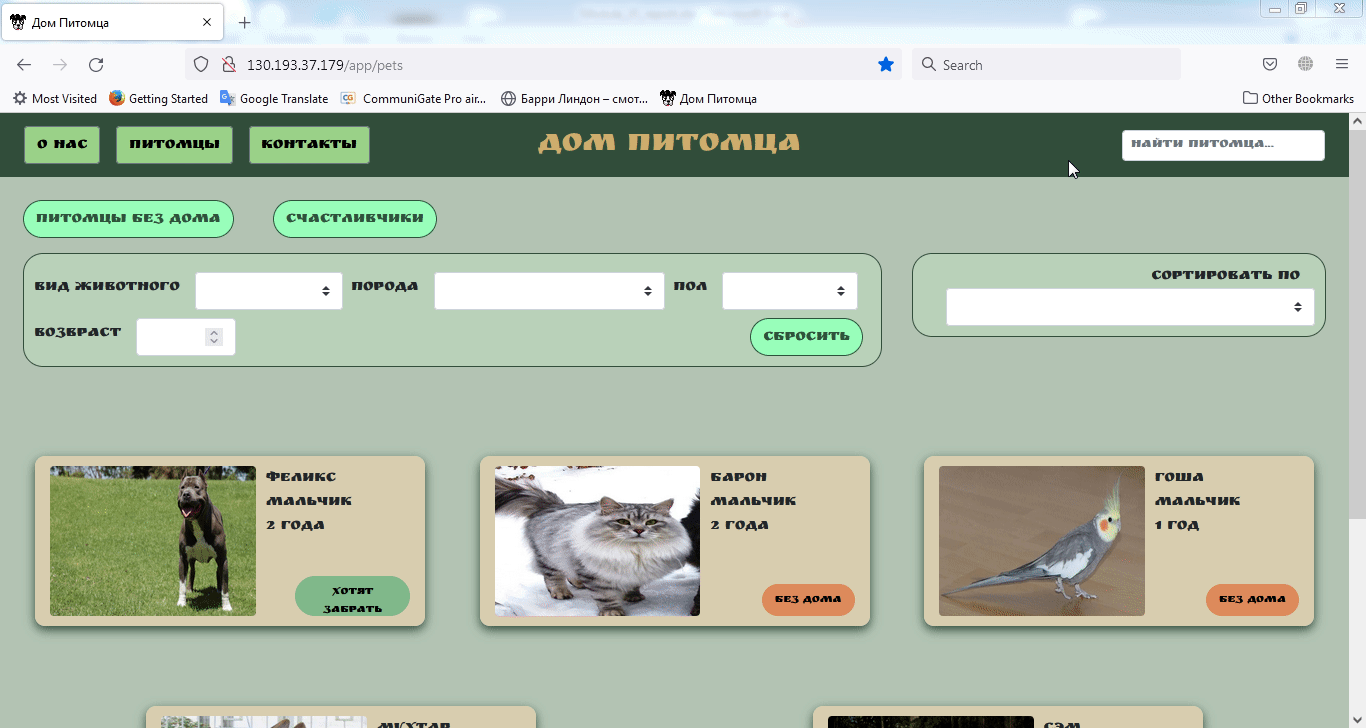 Дом Питомца
130.193.37.179/app/pets
Search
Most Visited
Getting Started
Google Translate
CommuniGate Pro air...
Барри Линдон – смот...
Дом Питомца
Other Bookmarks
О НАС
ПИТОМЦЫ
КОНТАКТЫ
ДОМ ПИТОМЦА
НАЙТИ ПИТОМЦА...
ПИТОМЦЫ БЕЗ ДОМА
СЧАСТЛИВЧИКИ
ВИД ЖИВОТНОГО
ПОРОДА
ПОЛ
ВОЗВРАСТ
СБРОСИТЬ
СОРТИРОВАТЬ ПО
ФЕЛИКС
МАЛЬЧИК
2 ГОДА
ХОТЯТ
ЗАБРАТЬ
БАРОН
МАЛЬЧИК
2 ГОДА
БЕЗ ДОМА
ГОША
МАЛЬЧИК
1 ГОД
БЕЗ ДОМА
МУХТАР
СЭМ